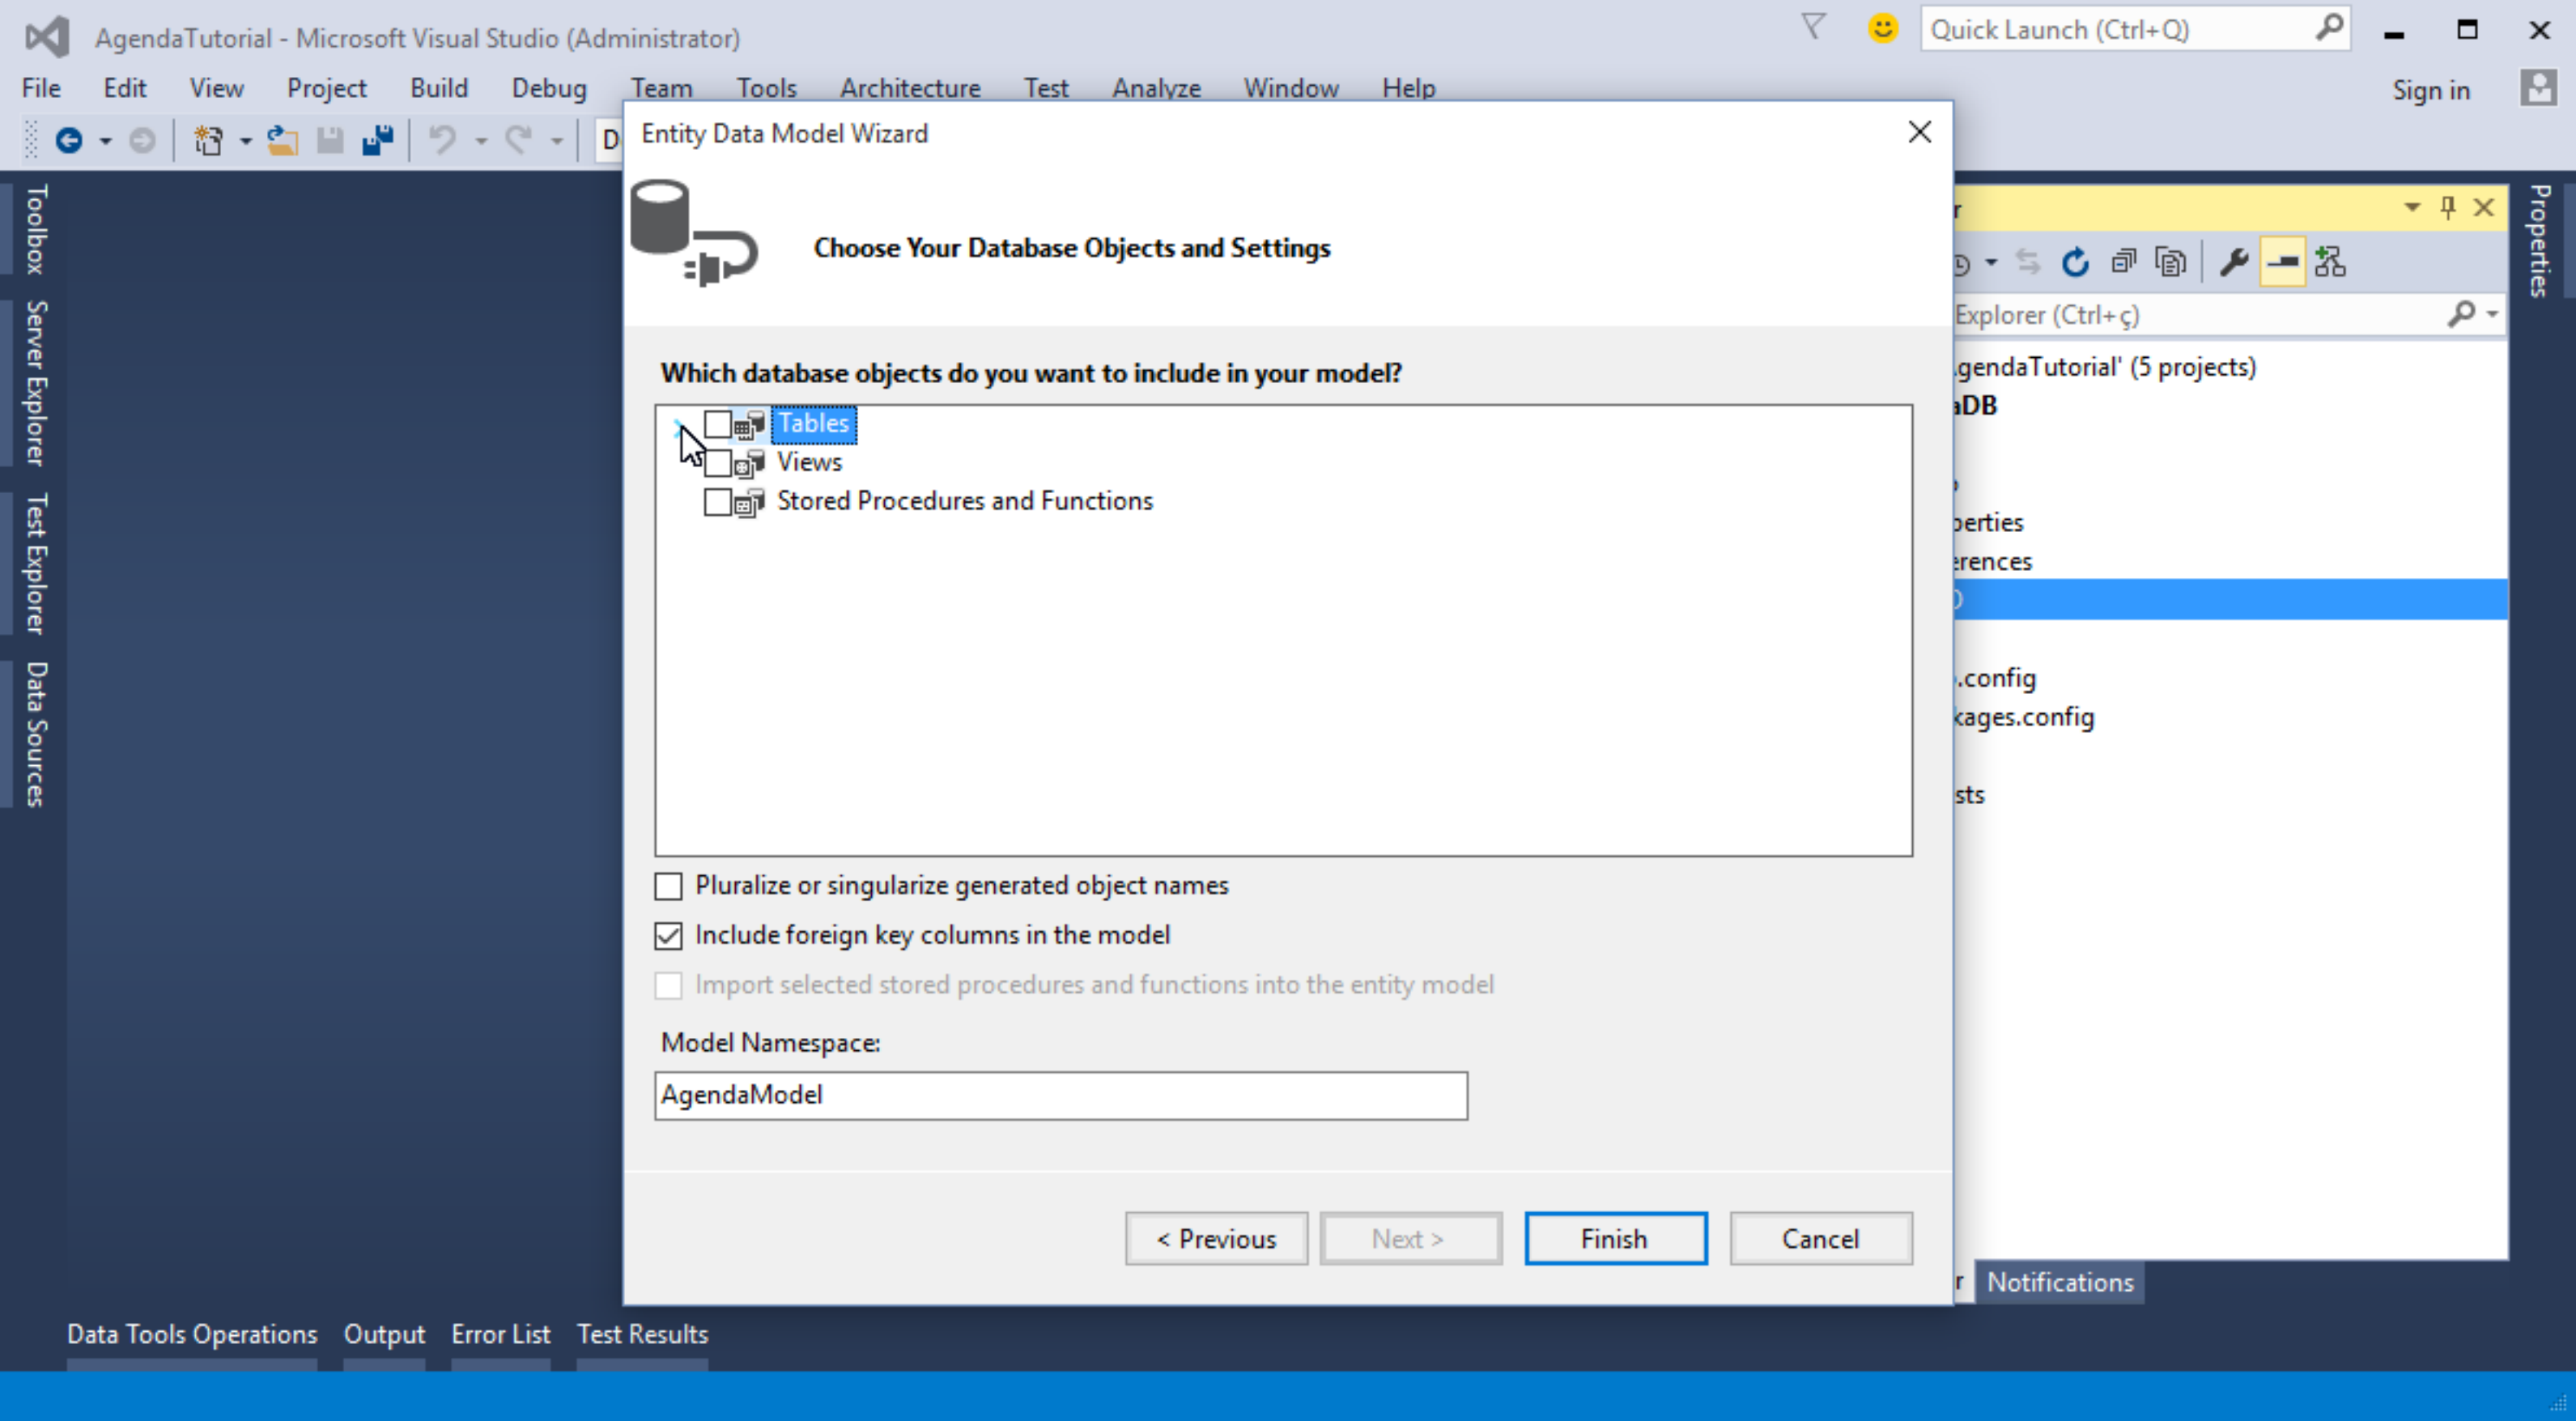 AgendaTutorial - Microsoft Visual Studio (Administrator)
Quick Launch (Ctrl+Q)
File Edit View Project Build Debug Team Tools Architecture Test Analyze Window Help
Sign in
Entity Data Model Wizard
Choose Your Database Objects and Settings
Which database objects do you want to include in your model?
Tables
Views
Stored Procedures and Functions
Pluralize or singularize generated object names
Include foreign key columns in the model
Import selected stored procedures and functions into the entity model
Model Namespace:
AgendaModel
< Previous
Next >
Finish
Cancel
Toolbox
Server Explorer
Test Explorer
Data Sources
Properties
Explorer (Ctrl+ç)
gendaTutorial' (5 projects)
aDB
perties
erences
.config
kages.config
sts
Notifications
Data Tools Operations Output Error List Test Results